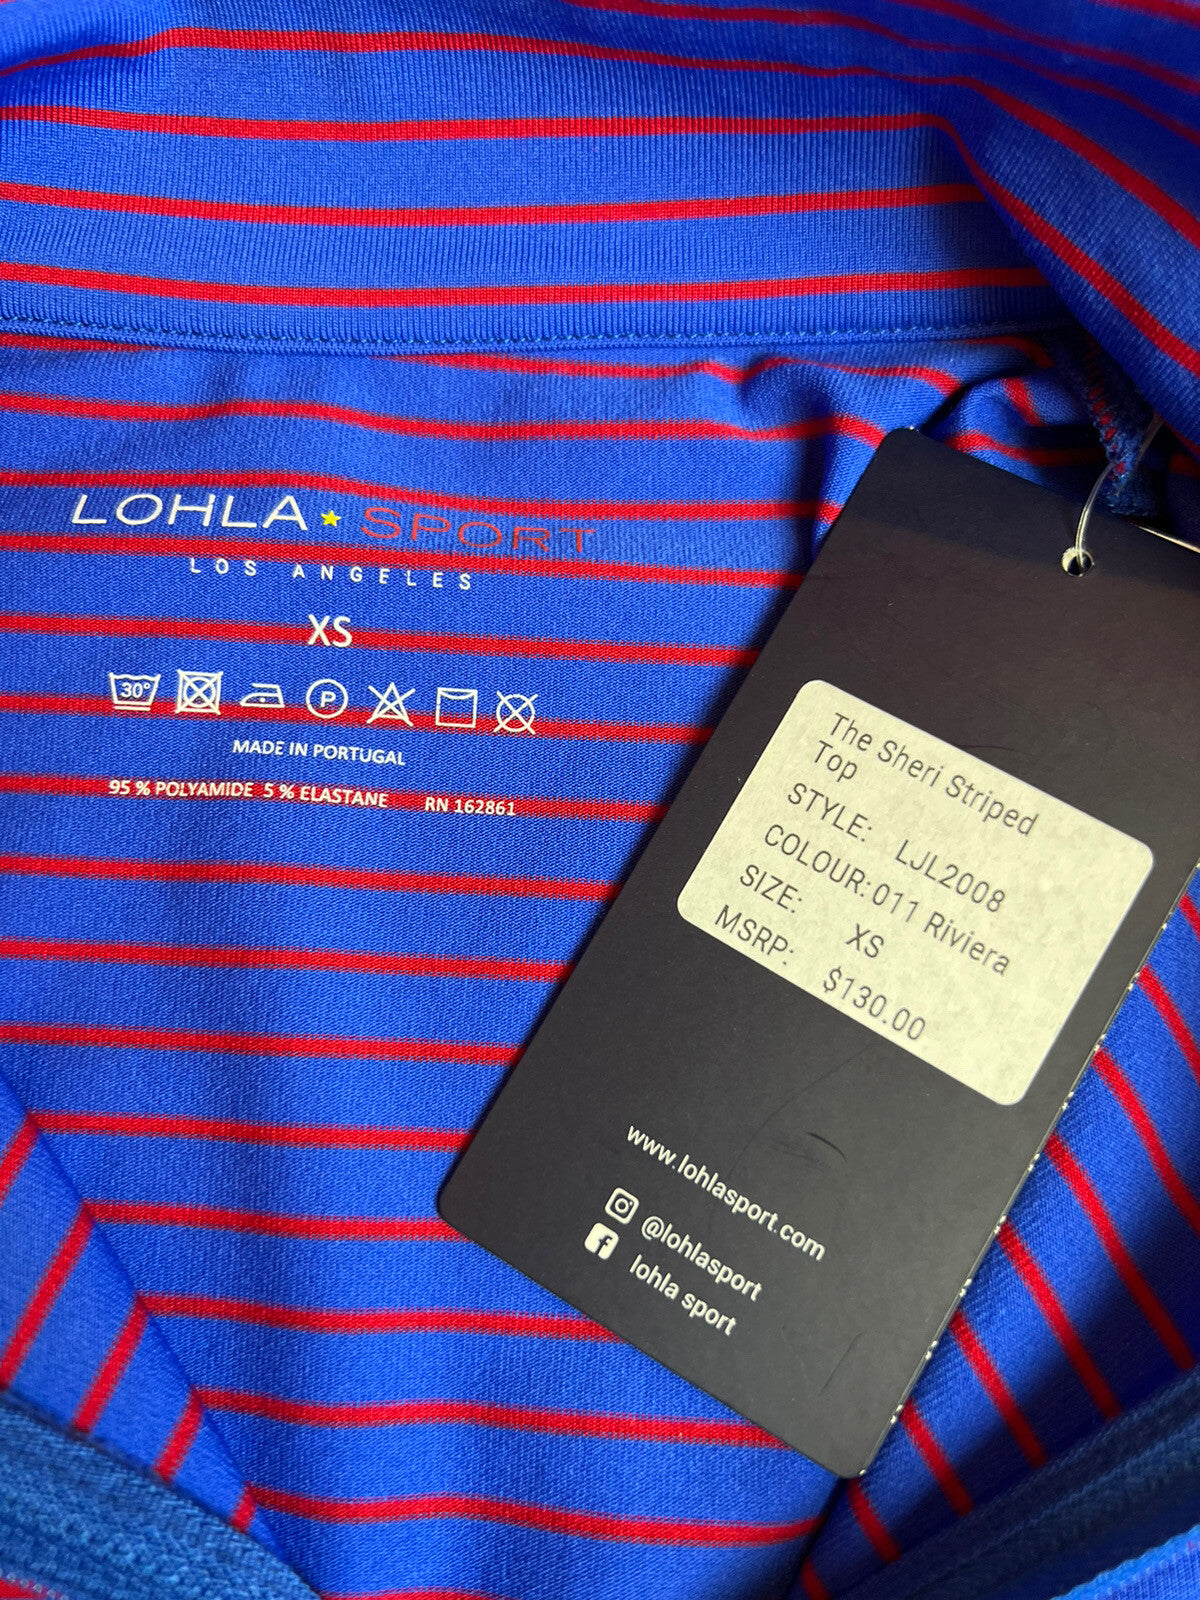 LOHLA★SPORT
LOS ANGELES
XS
30° P
MADE IN PORTUGAL
95 % POLYAMIDE 5 % ELASTANE RN 162861
The Sheri Striped
Top
STYLE: LJL2008
COLOUR: 011 Riviera
SIZE: XS
MSRP: $130.00
www.lohlasport.com
@lohlasport
lohla sport